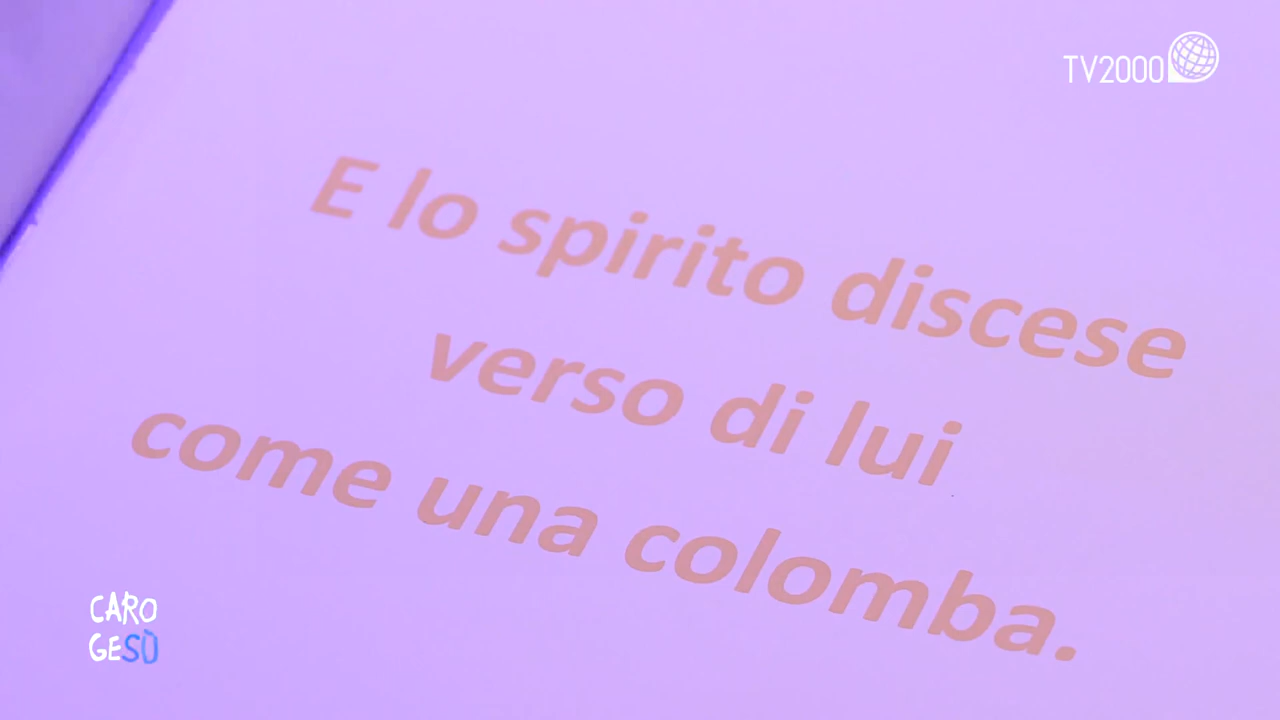 TV2000
E lo spirito discese
verso di lui
come una colomba.
CARO
GESÙ